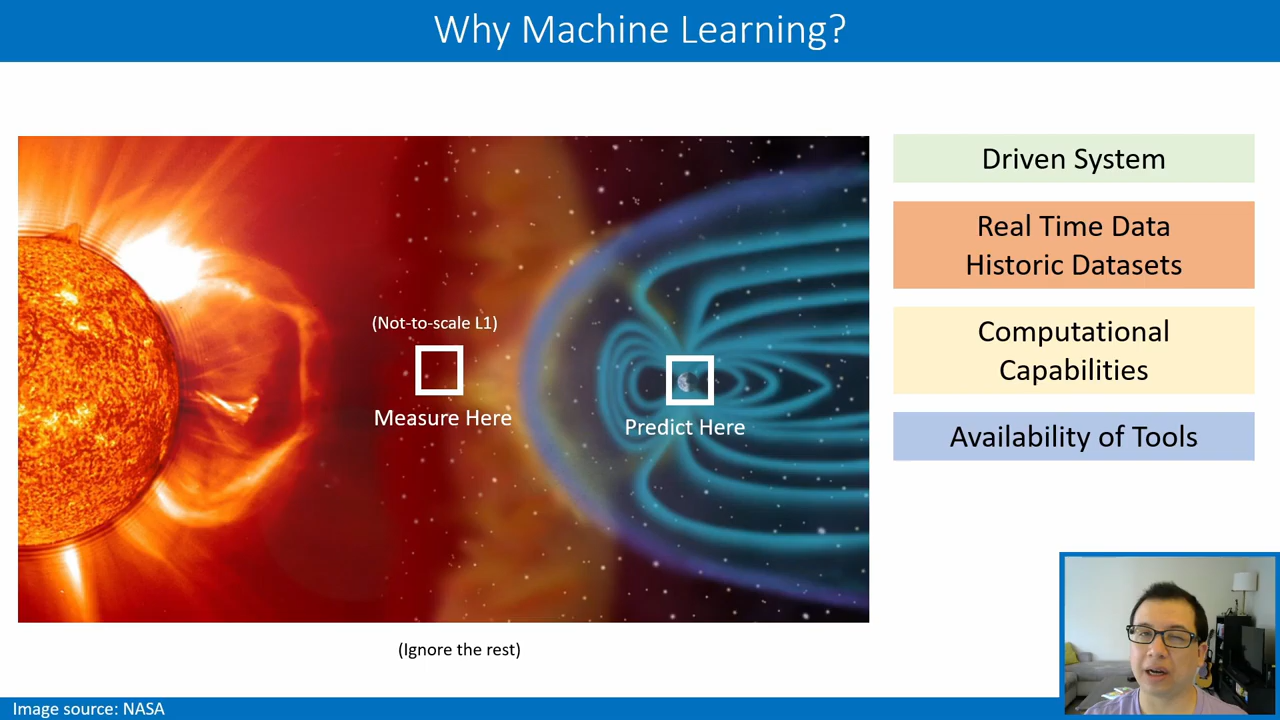 Why Machine Learning?
(Not-to-scale L1)
Measure Here
Predict Here
(Ignore the rest)
Driven System
Real Time Data
Historic Datasets
Computational
Capabilities
Availability of Tools
Image source: NASA